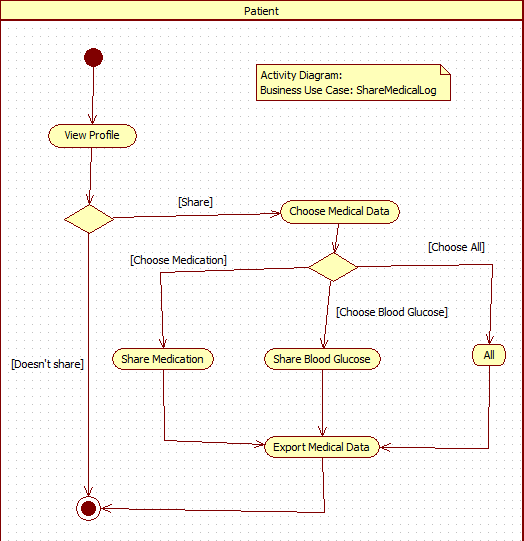 Patient
Activity Diagram:
Business Use Case: ShareMedicalLog
View Profile
[Share]
Choose Medical Data
[Choose Medication]
[Choose All]
[Choose Blood Glucose]
[Doesn't share]
Share Medication
Share Blood Glucose
All
Export Medical Data